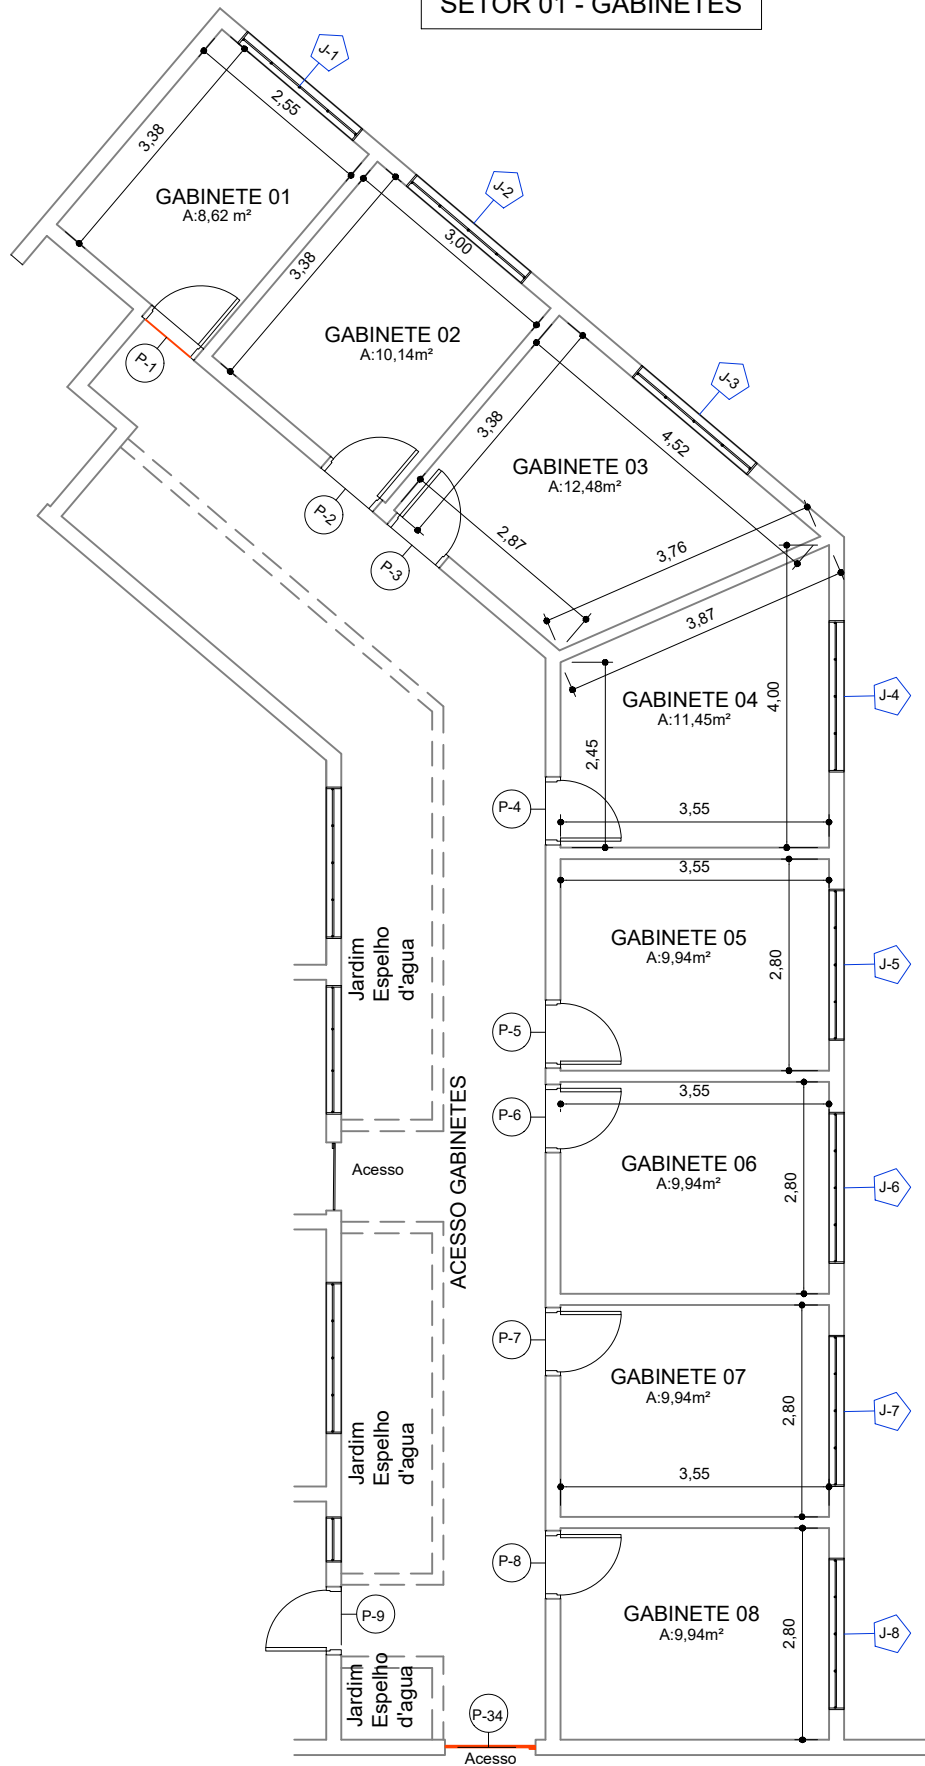 SETOR 01 - GABINETES
J-1
2,55
3,38
GABINETE 01
A:8,62 m²
J-2
3,00
3,38
GABINETE 02
A:10,14m²
P-1
J-3
3,38
4,52
GABINETE 03
A:12,48m²
P-2
2,87
3,76
P-3
3,87
GABINETE 04
A:11,45m²
4,00
J-4
2,45
P-4
3,55
3,55
GABINETE 05
A:9,94m²
2,80
J-5
Jardim
Espelho
d'agua
P-5
ACESSO GABINETES
3,55
P-6
Acesso
GABINETE 06
A:9,94m²
2,80
J-6
P-7
GABINETE 07
A:9,94m²
2,80
J-7
Jardim
Espelho
d'agua
3,55
P-8
P-9
GABINETE 08
A:9,94m²
2,80
J-8
Jardim
Espelho
d'agua
P-34
Acesso